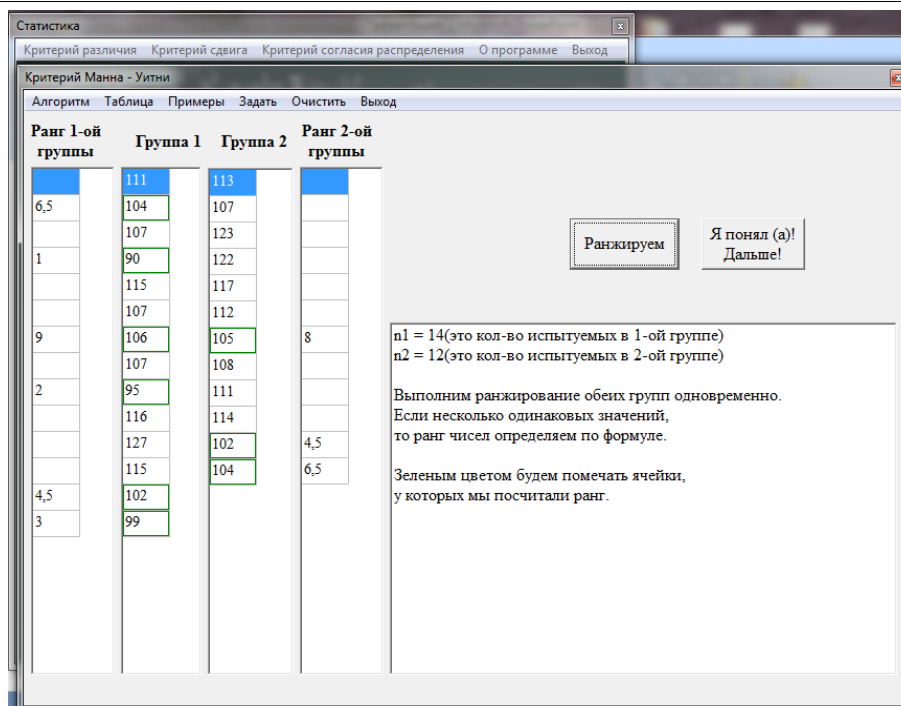 Статистика
x
Критерий различия Критерий сдвига Критерий согласия распределения О программе Выход
Критерий Манна - Уитни
Алгоритм Таблица Примеры Задать Очистить Выход
Ранг 1-ой группы Группа 1 Группа 2 Ранг 2-ой группы
111 113
6,5 104 107
107 123
1 90 122
115 117
107 112
9 106 105 8
107 108
2 95 111
116 114
127 102 4,5
115 104 6,5
4,5 102
3 99
Ранжируем
Я понял (а)!
Дальше!
n1 = 14(это кол-во испытуемых в 1-ой группе)
n2 = 12(это кол-во испытуемых в 2-ой группе)
Выполним ранжирование обеих групп одновременно.
Если несколько одинаковых значений,
то ранг чисел определяем по формуле.
Зеленым цветом будем помечать ячейки,
у которых мы посчитали ранг.